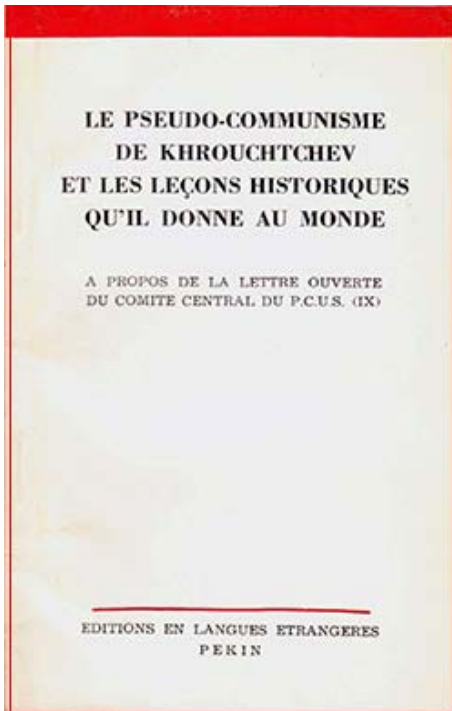 LE PSEUDO-COMMUNISME
DE KHROUCHTCHEV
ET LES LEÇONS HISTORIQUES
QU'IL DONNE AU MONDE
A PROPOS DE LA LETTRE OUVERTE
DU COMITE CENTRAL DU P.C.U.S. (IX)
EDITIONS EN LANGUES ETRANGERES
PEKIN